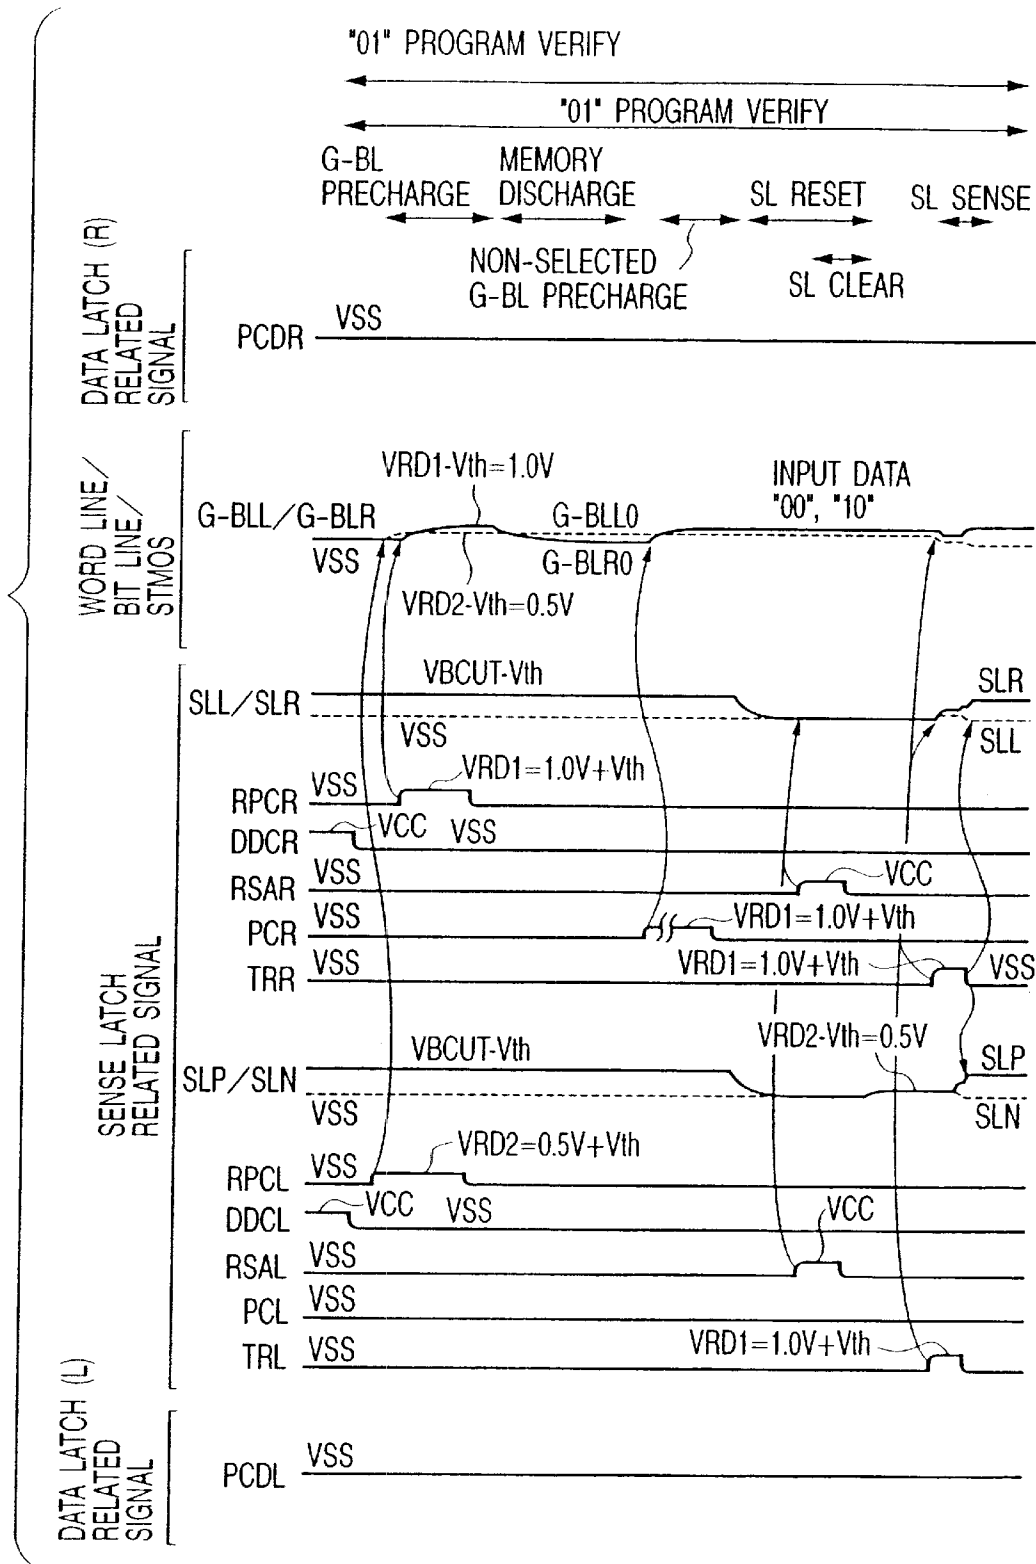 "01" PROGRAM VERIFY
"01" PROGRAM VERIFY
G-BL
PRECHARGE
MEMORY
DISCHARGE
SL RESET
SL SENSE
NON-SELECTED
G-BL PRECHARGE
SL CLEAR
DATA LATCH (R)
RELATED
SIGNAL
PCDR
VSS
WORD LINE/
BIT LINE/
STMOS
VRD1-Vth=1.0V
INPUT DATA
"00", "10"
G-BLL/G-BLR
G-BLL0
VSS
G-BLR0
VRD2-Vth=0.5V
SENSE LATCH
RELATED SIGNAL
VBCUT-Vth
SLR
SLL/SLR
VSS
SLL
RPCR
VSS
VRD1=1.0V+Vth
DDCR
VCC
VSS
RSAR
VSS
VCC
PCR
VSS
VRD1=1.0V+Vth
TRR
VSS
VRD1=1.0V+Vth
VSS
VRD2-Vth=0.5V
VBCUT-Vth
SLP
SLP/SLN
VSS
SLN
RPCL
VSS
VRD2=0.5V+Vth
DDCL
VCC
VSS
RSAL
VSS
VCC
PCL
VSS
TRL
VSS
VRD1=1.0V+Vth
DATA LATCH (L)
RELATED
SIGNAL
PCDL
VSS